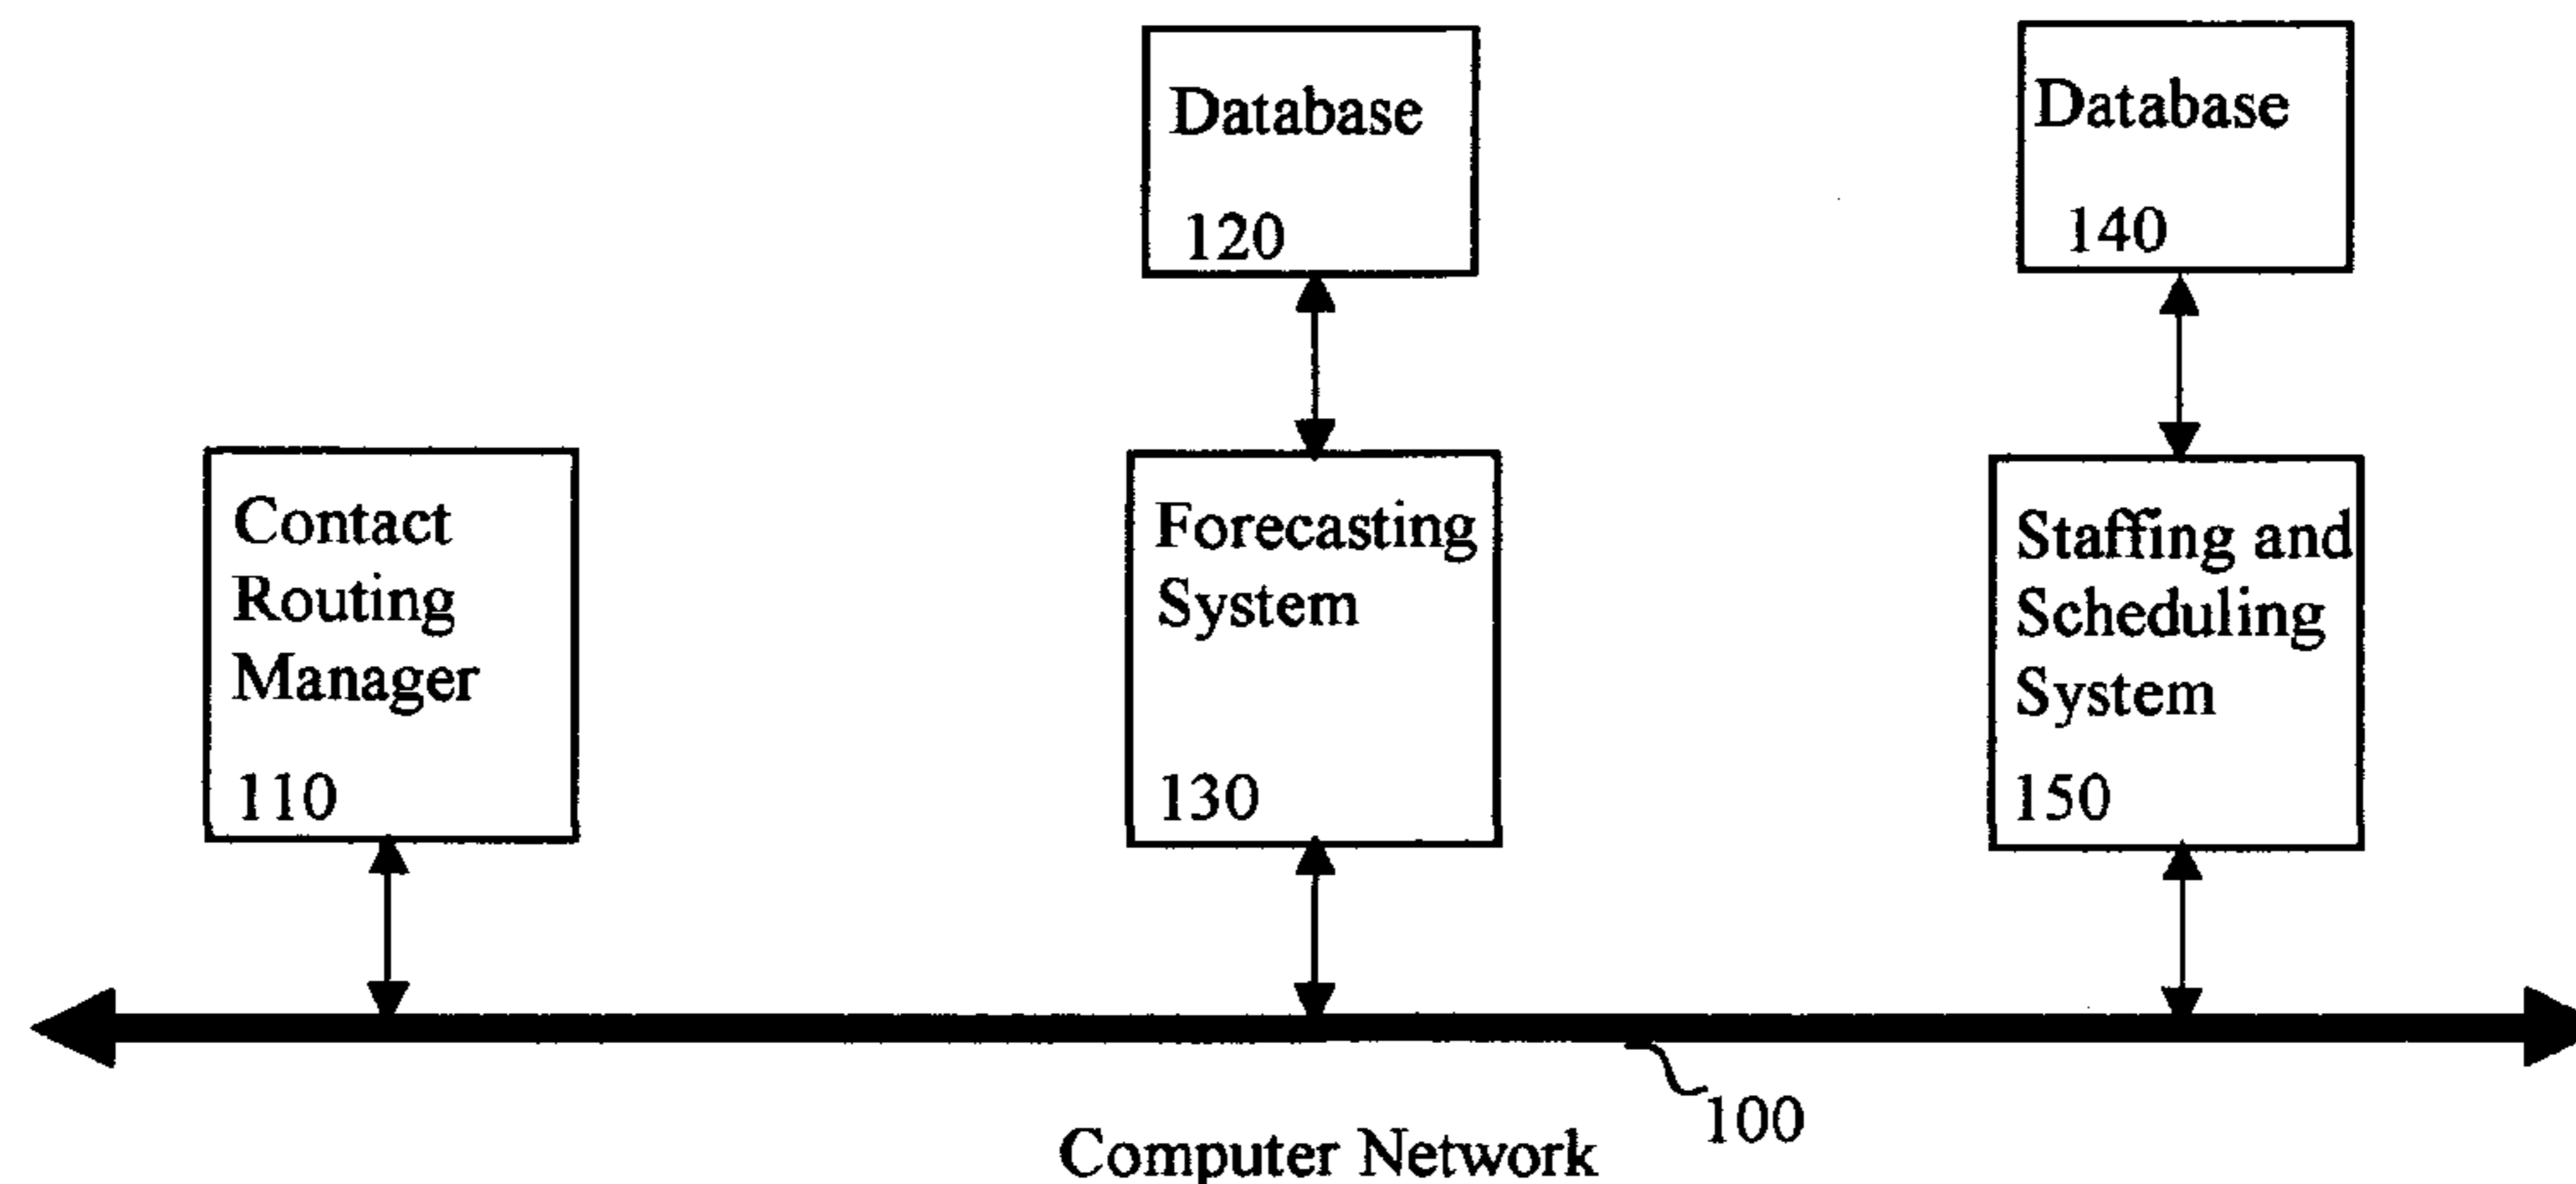 Database
120
Database
140
Contact
Routing
Manager
110
Forecasting
System
130
Staffing and
Scheduling
System
150
100
Computer Network